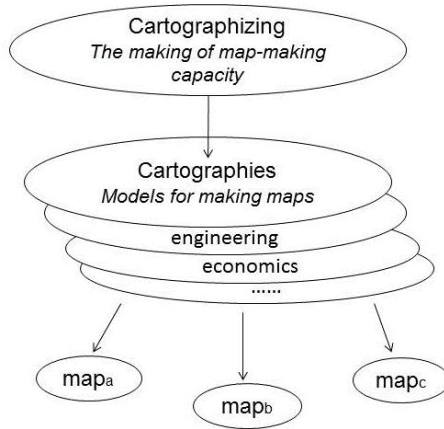 Cartographizing
The making of map-making
capacity
Cartographies
Models for making maps
engineering
economics
......
mapa
mapb
mapc